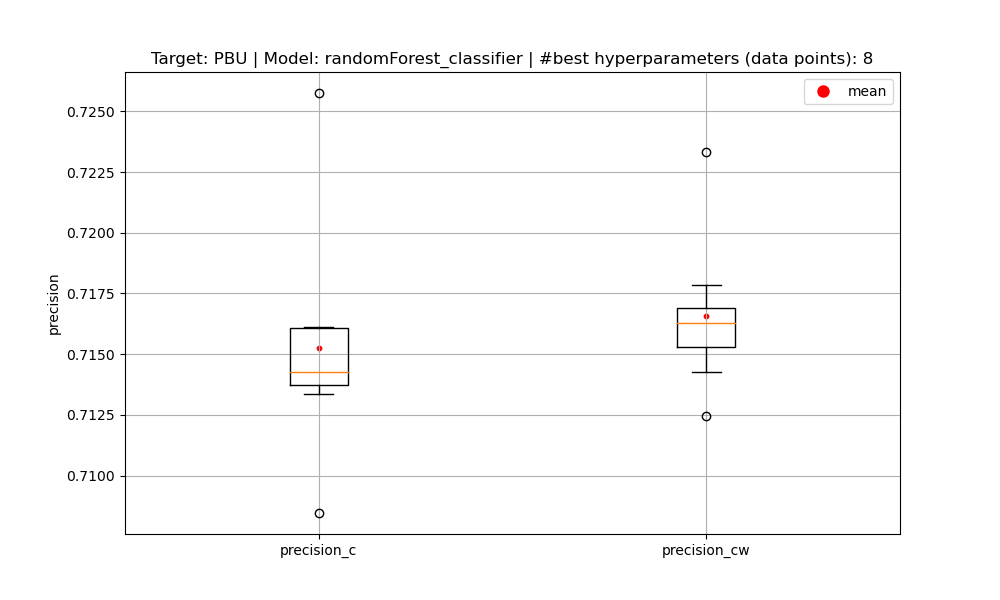 Target: PBU | Model: randomForest_classifier | #best hyperparameters (data points): 8
mean
0.7250
0.7225
0.7200
0.7175
0.7150
0.7125
0.7100
precision
precision_c
precision_cw